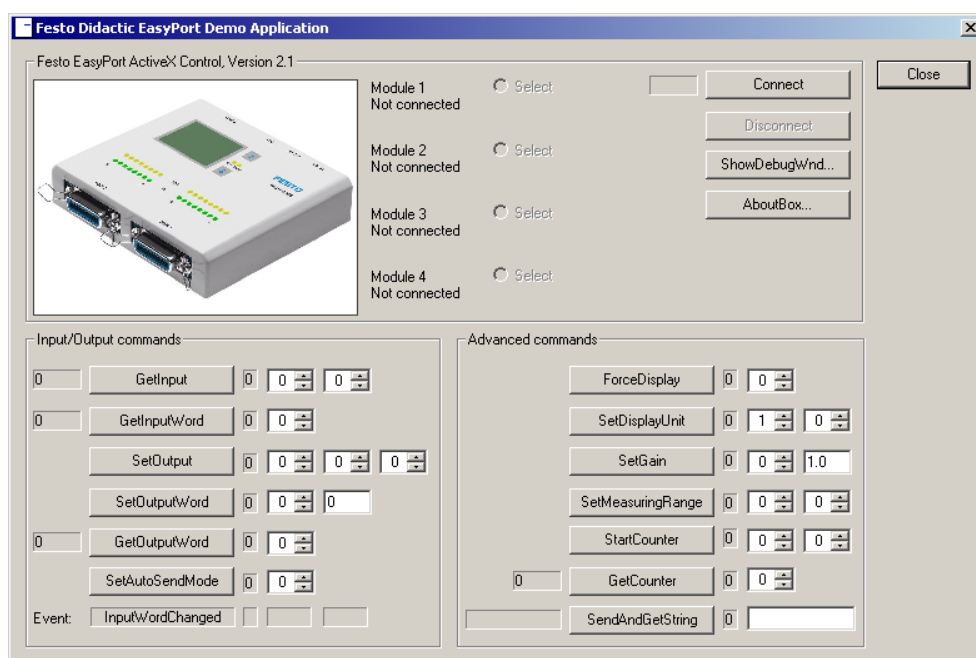 Festo Didactic EasyPort Demo Application
Festo EasyPort ActiveX Control, Version 2.1
Close
Module 1
Not connected
Select
Connect
Disconnect
Module 2
Not connected
Select
ShowDebugWnd...
Module 3
Not connected
Select
AboutBox...
Module 4
Not connected
Select
FESTO
Input/Output commands
0 GetInput 0 0 0
0 GetInputWord 0 0
SetOutput 0 0 0 0
SetOutputWord 0 0 0
0 GetOutputWord 0 0
SetAutoSendMode 0 0
Event: InputWordChanged
Advanced commands
ForceDisplay 0 0
SetDisplayUnit 0 1 0
SetGain 0 0 1.0
SetMeasuringRange 0 0 0
StartCounter 0 0 0
0 GetCounter 0 0
SendAndGetString 0